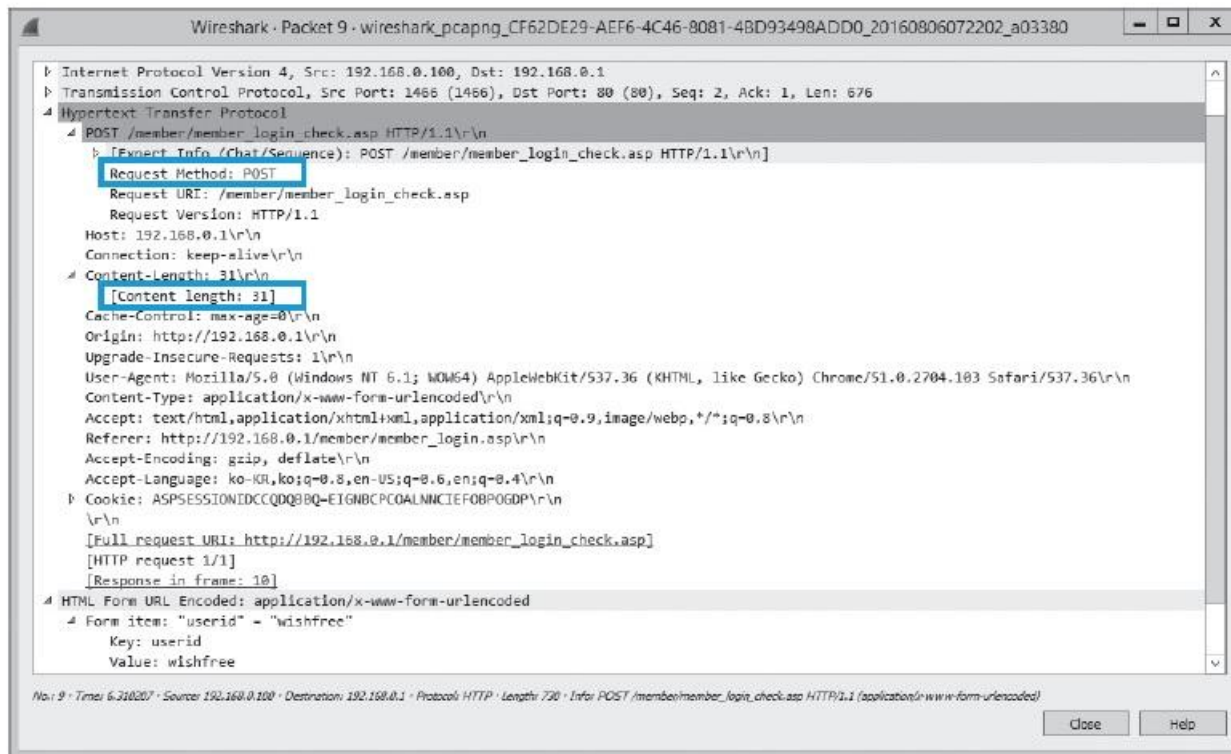 Wireshark · Packet 9 · wireshark_pcapng_CF62DE29-AEF6-4C46-8081-4BD93498ADD0_20160806072202_a03380
Internet Protocol Version 4, Src: 192.168.0.100, Dst: 192.168.0.1
Transmission Control Protocol, Src Port: 1466 (1466), Dst Port: 80 (80), Seq: 2, Ack: 1, Len: 676
Hypertext Transfer Protocol
POST /member/member_login_check.asp HTTP/1.1\r\n
[Expert Info (Chat/Sequence): POST /member/member_login_check.asp HTTP/1.1\r\n]
Request Method: POST
Request URI: /member/member_login_check.asp
Request Version: HTTP/1.1
Host: 192.168.0.1\r\n
Connection: keep-alive\r\n
Content-Length: 31\r\n
[Content length: 31]
Cache-Control: max-age=0\r\n
Origin: http://192.168.0.1\r\n
Upgrade-Insecure-Requests: 1\r\n
User-Agent: Mozilla/5.0 (Windows NT 6.1; WOW64) AppleWebKit/537.36 (KHTML, like Gecko) Chrome/51.0.2704.103 Safari/537.36\r\n
Content-Type: application/x-www-form-urlencoded\r\n
Accept: text/html,application/xhtml+xml,application/xml;q=0.9,image/webp,*/*;q=0.8\r\n
Referer: http://192.168.0.1/member/member_login.asp\r\n
Accept-Encoding: gzip, deflate\r\n
Accept-Language: ko-KR,ko;q=0.8,en-US;q=0.6,en;q=0.4\r\n
Cookie: ASPSESSIONIDCCQDQBBQ=EIGNBCPCOALNNCIEFOBPOGDP\r\n
\r\n
[Full request URI: http://192.168.0.1/member/member_login_check.asp]
[HTTP request 1/1]
[Response in frame: 10]
HTML Form URL Encoded: application/x-www-form-urlencoded
Form item: "userid" = "wishfree"
Key: userid
Value: wishfree
No.: 9 · Time: 6.310207 · Source: 192.168.0.100 · Destination: 192.168.0.1 · Protocol: HTTP · Length: 730 · Info: POST /member/member_login_check.asp HTTP/1.1 (application/x-www-form-urlencoded)
Close Help